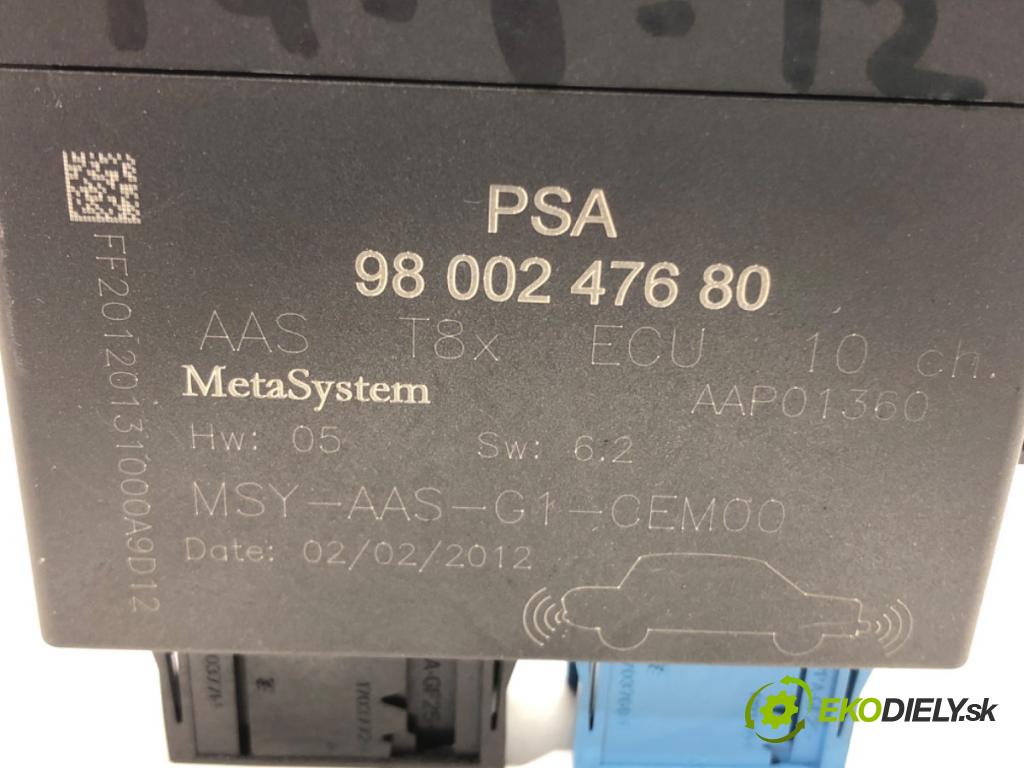 PSA
98 002 476 80
AAS T8x ECU 10 ch.
MetaSystem
AAP01360
Hw: 05 Sw: 6.2
MSY-AAS-G1-CEM00
Date: 02/02/2012
FF20120131000A9D112
EKODIELY.sk